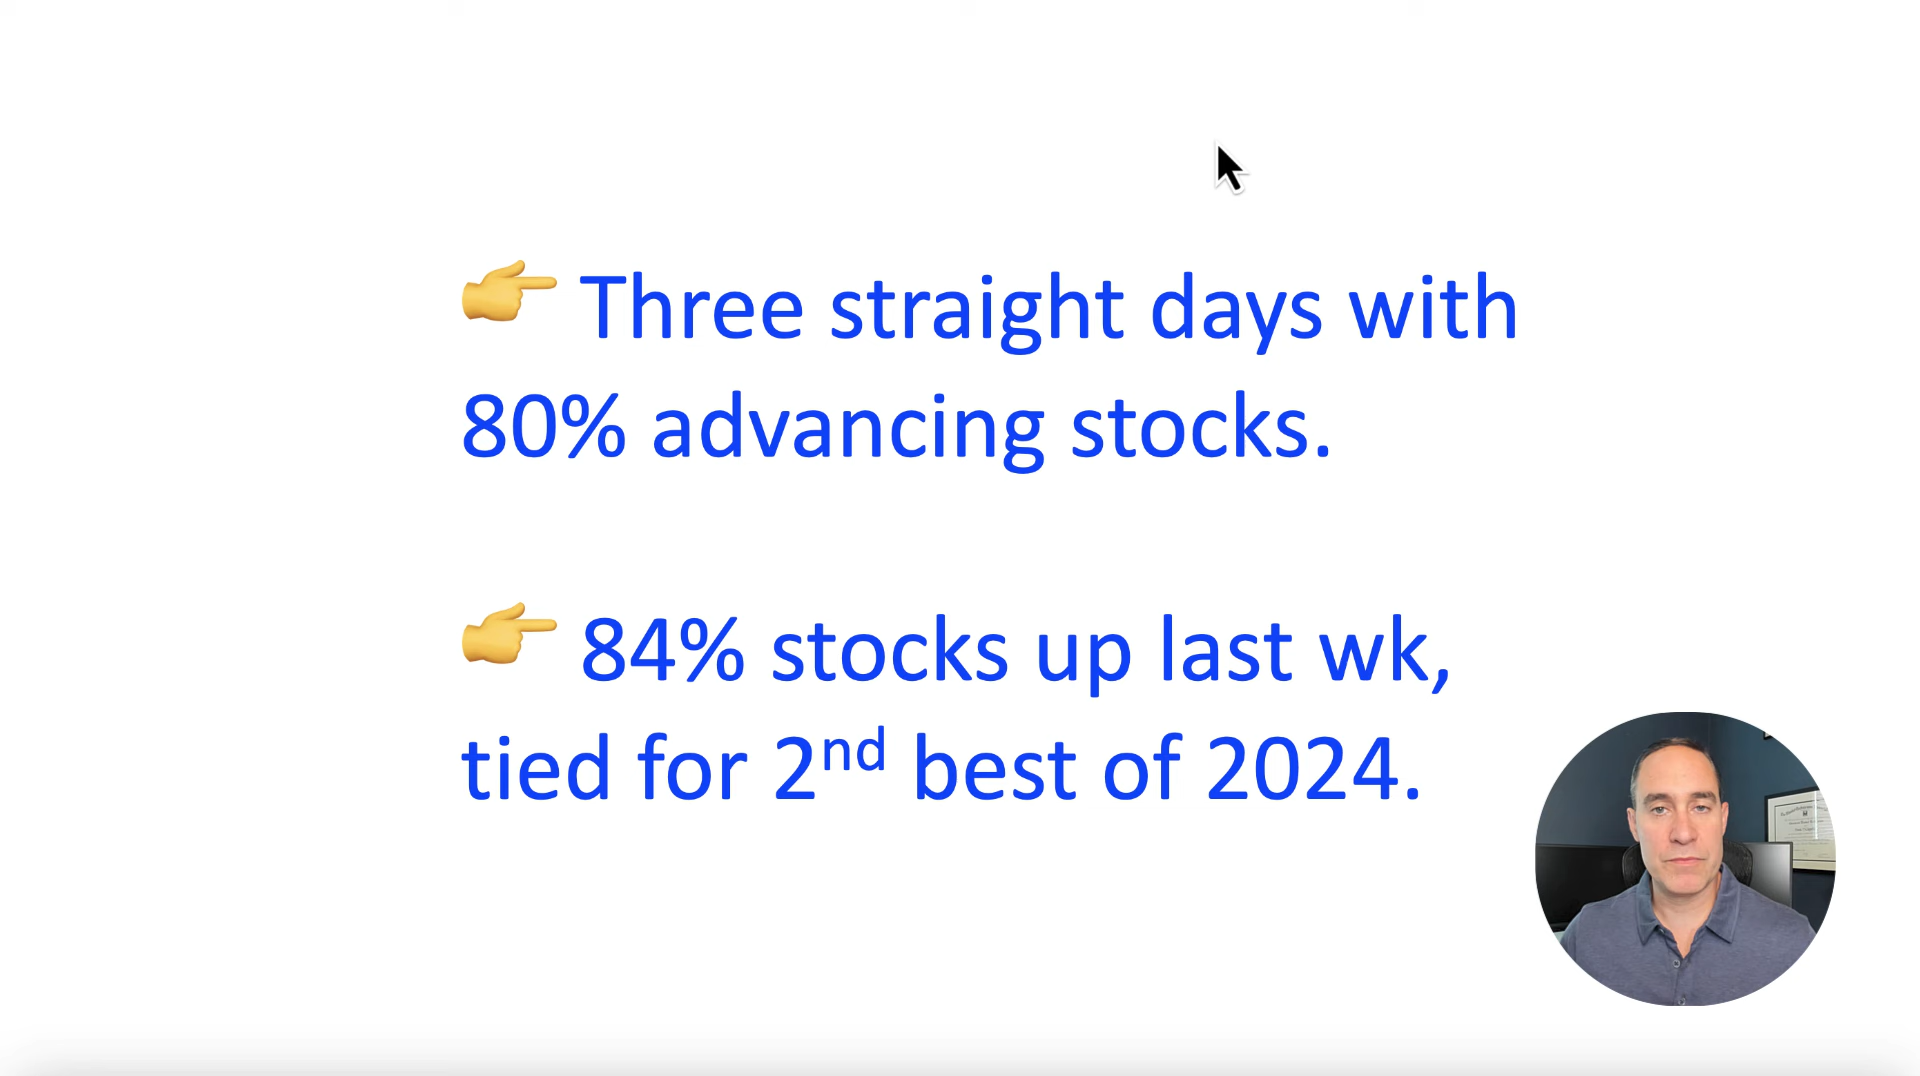 👉 Three straight days with
80% advancing stocks.
👉 84% stocks up last wk,
tied for 2nd best of 2024.